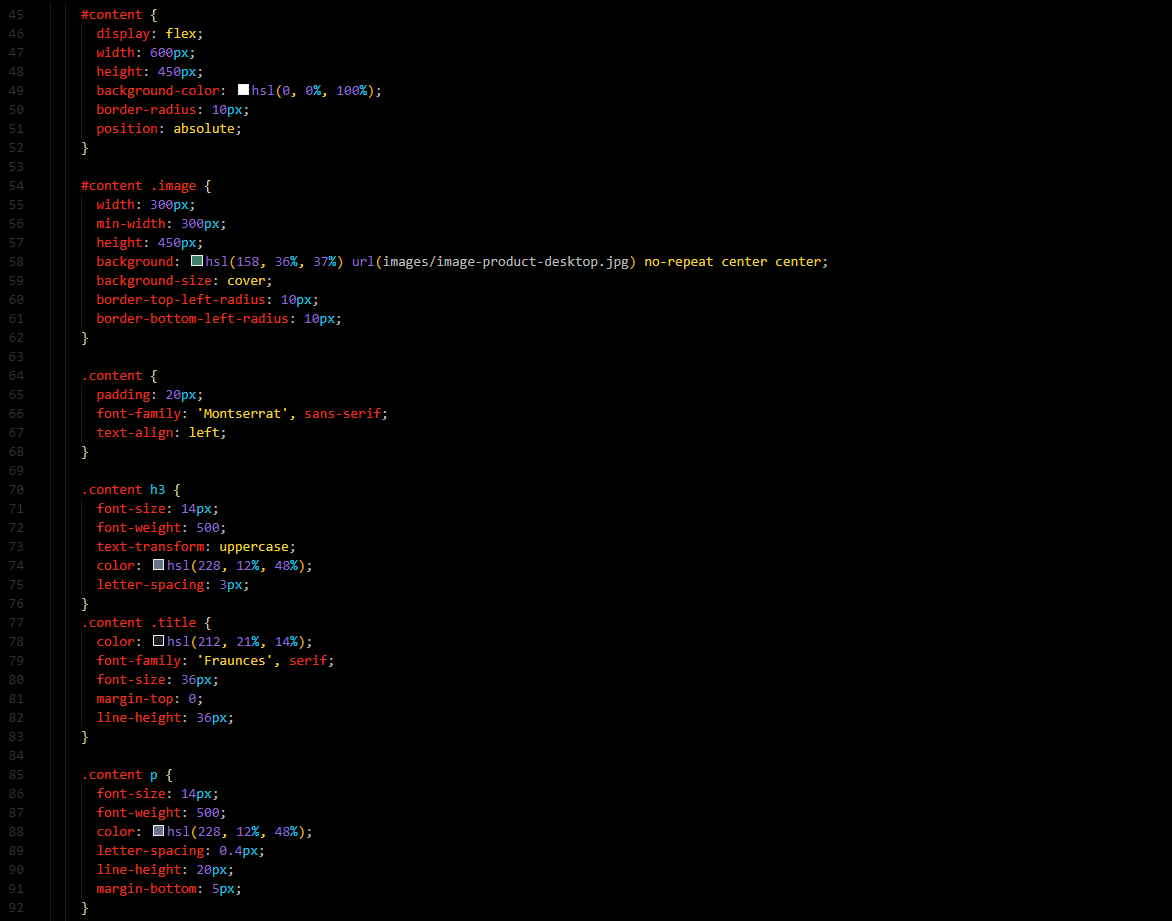 45 #content {
46 display: flex;
47 width: 600px;
48 height: 450px;
49 background-color: hsl(0, 0%, 100%);
50 border-radius: 10px;
51 position: absolute;
52 }
53
54 #content .image {
55 width: 300px;
56 min-width: 300px;
57 height: 450px;
58 background: hsl(158, 36%, 37%) url(images/image-product-desktop.jpg) no-repeat center center;
59 background-size: cover;
60 border-top-left-radius: 10px;
61 border-bottom-left-radius: 10px;
62 }
63
64 .content {
65 padding: 20px;
66 font-family: 'Montserrat', sans-serif;
67 text-align: left;
68 }
69
70 .content h3 {
71 font-size: 14px;
72 font-weight: 500;
73 text-transform: uppercase;
74 color: hsl(228, 12%, 48%);
75 letter-spacing: 3px;
76 }
77 .content .title {
78 color: hsl(212, 21%, 14%);
79 font-family: 'Fraunces', serif;
80 font-size: 36px;
81 margin-top: 0;
82 line-height: 36px;
83 }
84
85 .content p {
86 font-size: 14px;
87 font-weight: 500;
88 color: hsl(228, 12%, 48%);
89 letter-spacing: 0.4px;
90 line-height: 20px;
91 margin-bottom: 5px;
92 }